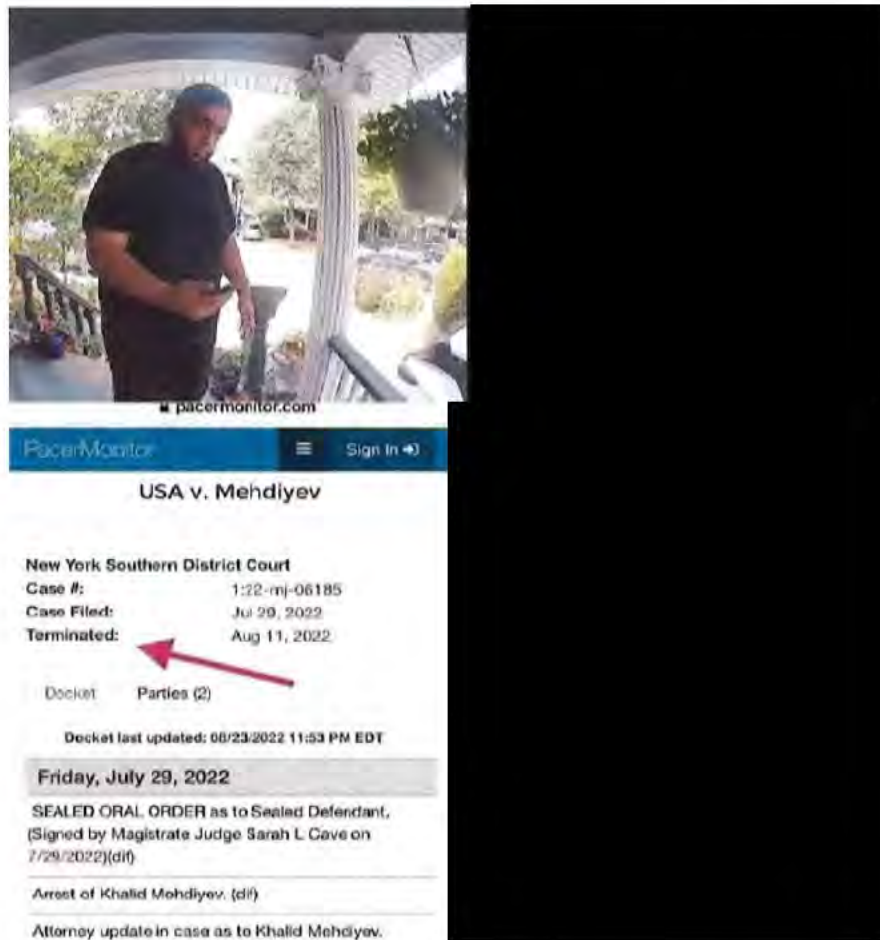 pacermonitor.com
PacerMonitor
Sign In
USA v. Mehdiyev
New York Southern District Court
Case #: 1:22-mj-06185
Case Filed: Jul 29, 2022
Terminated: Aug 11, 2022
Docket Parties (2)
Docket last updated: 08/23/2022 11:53 PM EDT
Friday, July 29, 2022
SEALED ORAL ORDER as to Sealed Defendant.
(Signed by Magistrate Judge Sarah L Cave on
7/29/2022)(dif)
Arrest of Khalid Mehdiyev. (dif)
Attorney update in case as to Khalid Mehdiyev.